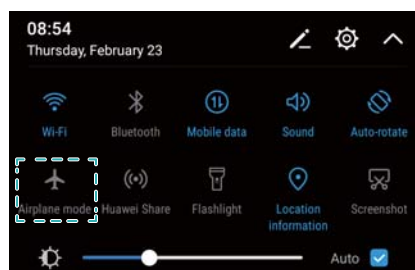 08:54
Thursday, February 23
Wi-Fi Bluetooth Mobile data Sound Auto-rotate
Airplane mode Huawei Share Flashlight Location information Screenshot
Auto